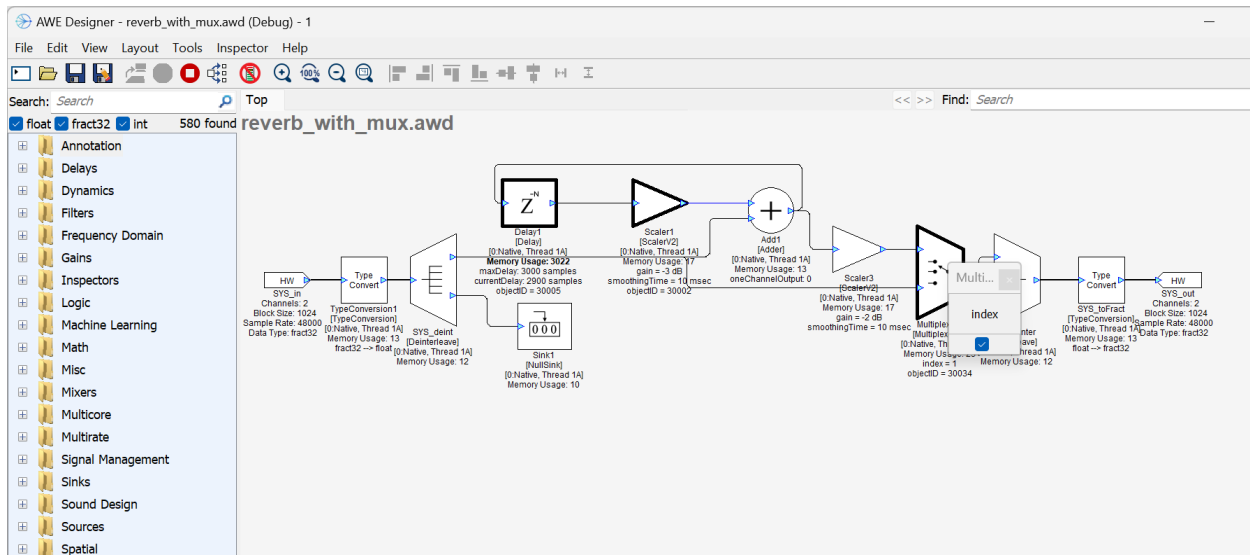 AWE Designer - reverb_with_mux.awd (Debug) - 1
File Edit View Layout Tools Inspector Help
100%
Search: Search Top << >> Find: Search
float fract32 int 580 found
reverb_with_mux.awd
Annotation
Delays
Dynamics
Filters
Frequency Domain
Gains
Inspectors
Logic
Machine Learning
Math
Misc
Mixers
Multicore
Multirate
Signal Management
Sinks
Sound Design
Sources
Spatial
HW
SYS_in
Channels: 2
Block Size: 1024
Sample Rate: 48000
Data Type: fract32
Type
Convert
TypeConversion1
[TypeConversion]
[0:Native, Thread 1A]
Memory Usage: 13
fract32 --> float
SYS_deint
[Deinterleave]
[0:Native, Thread 1A]
Memory Usage: 12
Z -N
Delay1
[Delay]
[0:Native, Thread 1A]
Memory Usage: 3022
maxDelay: 3000 samples
currentDelay: 2900 samples
objectID = 30005
000
Sink1
[NullSink]
[0:Native, Thread 1A]
Memory Usage: 10
Scaler1
[ScalerV2]
[0:Native, Thread 1A]
Memory Usage: 17
gain = -3 dB
smoothingTime = 10 msec
objectID = 30002
+
Add1
[Adder]
[0:Native, Thread 1A]
Memory Usage: 13
oneChannelOutput: 0
Scaler3
[ScalerV2]
[0:Native, Thread 1A]
Memory Usage: 17
gain = -2 dB
smoothingTime = 10 msec
Multi...
index
index = 1
objectID = 30034
Memory Usage: 12
Type
Convert
SYS_toFract
[TypeConversion]
[0:Native, Thread 1A]
Memory Usage: 13
float --> fract32
HW
SYS_out
Channels: 2
Block Size: 1024
Sample Rate: 48000
Data Type: fract32